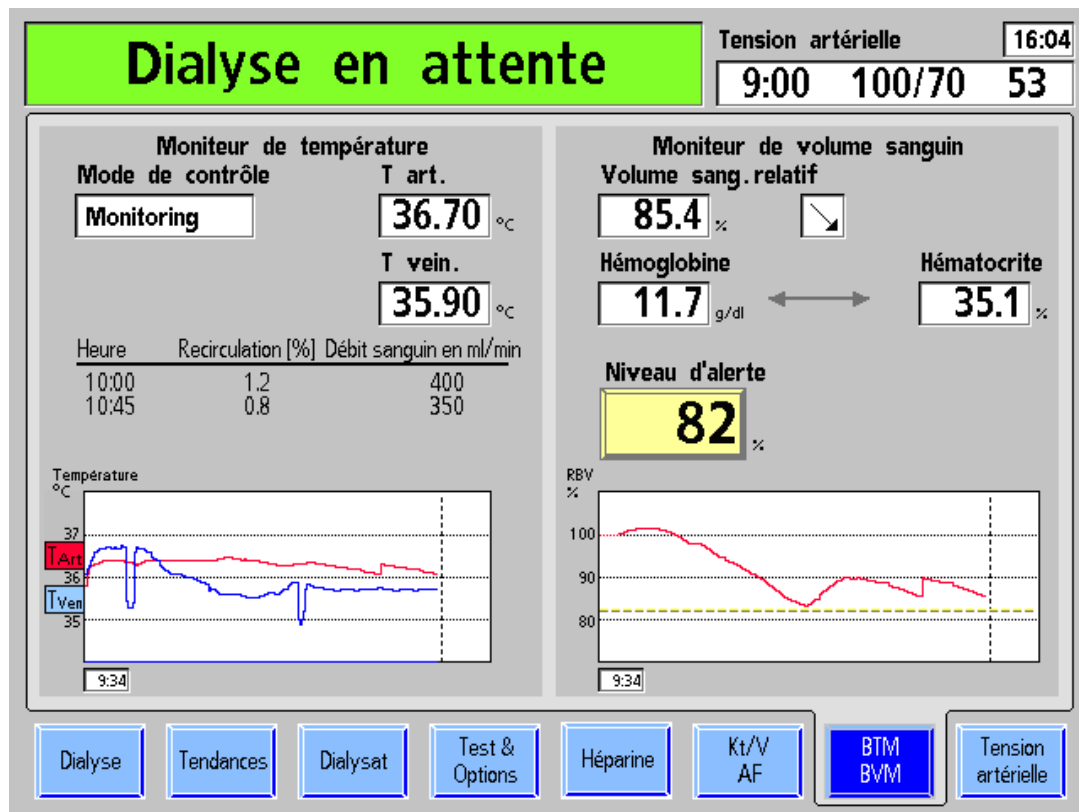 Dialyse en attente
Tension artérielle 16:04
9:00 100/70 53
Moniteur de température
Mode de contrôle T art.
Monitoring 36.70 °C
T vein.
35.90 °C
Heure Recirculation [%] Débit sanguin en ml/min
10:00 1.2 400
10:45 0.8 350
Température
°C
37
TArt
36
TVen
35
9:34
Moniteur de volume sanguin
Volume sang.relatif
85.4 %
Hémoglobine Hématocrite
11.7 g/dl 35.1 %
Niveau d'alerte
82 %
RBV
%
100
90
80
9:34
Dialyse
Tendances
Dialysat
Test &
Options
Héparine
Kt/V
AF
BTM
BVM
Tension
artérielle